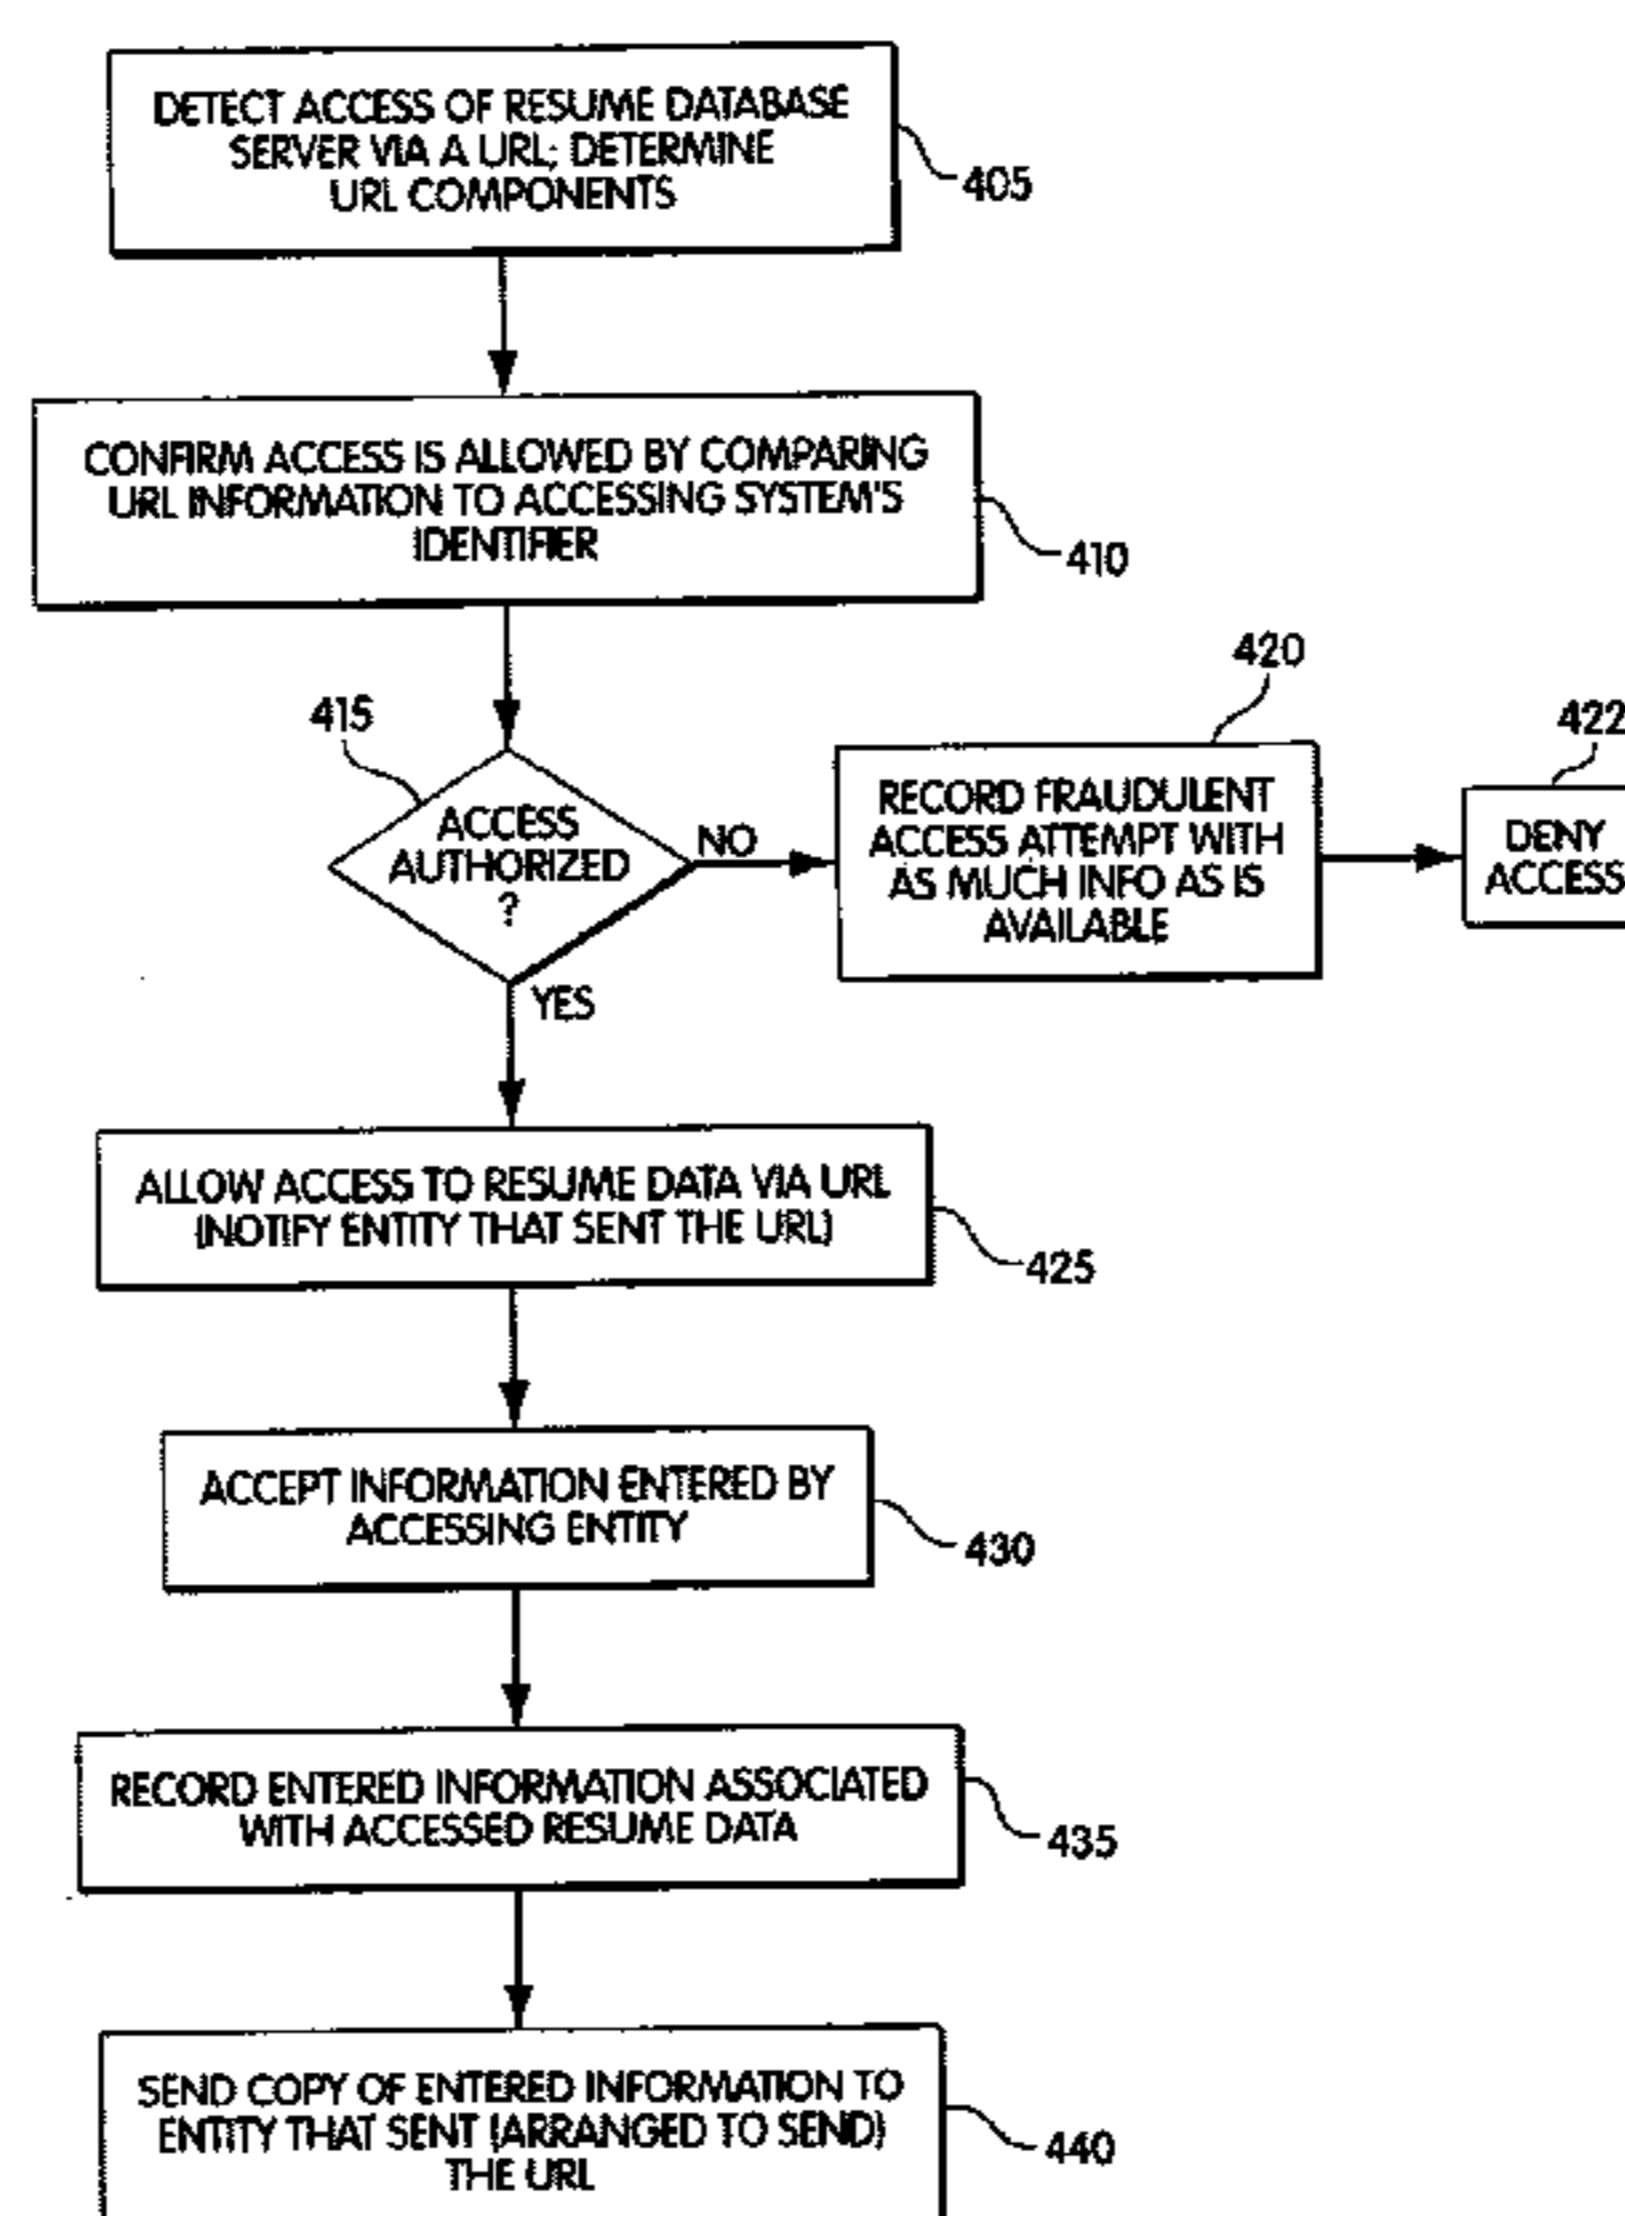 DETECT ACCESS OF RESUME DATABASE
SERVER VIA A URL; DETERMINE
URL COMPONENTS
405
CONFIRM ACCESS IS ALLOWED BY COMPARING
URL INFORMATION TO ACCESSING SYSTEM'S
IDENTIFIER
410
415
ACCESS
AUTHORIZED
?
NO
YES
420
RECORD FRAUDULENT
ACCESS ATTEMPT WITH
AS MUCH INFO AS IS
AVAILABLE
422
DENY
ACCESS
ALLOW ACCESS TO RESUME DATA VIA URL
(NOTIFY ENTITY THAT SENT THE URL)
425
ACCEPT INFORMATION ENTERED BY
ACCESSING ENTITY
430
RECORD ENTERED INFORMATION ASSOCIATED
WITH ACCESSED RESUME DATA
435
SEND COPY OF ENTERED INFORMATION TO
ENTITY THAT SENT (ARRANGED TO SEND)
THE URL
440